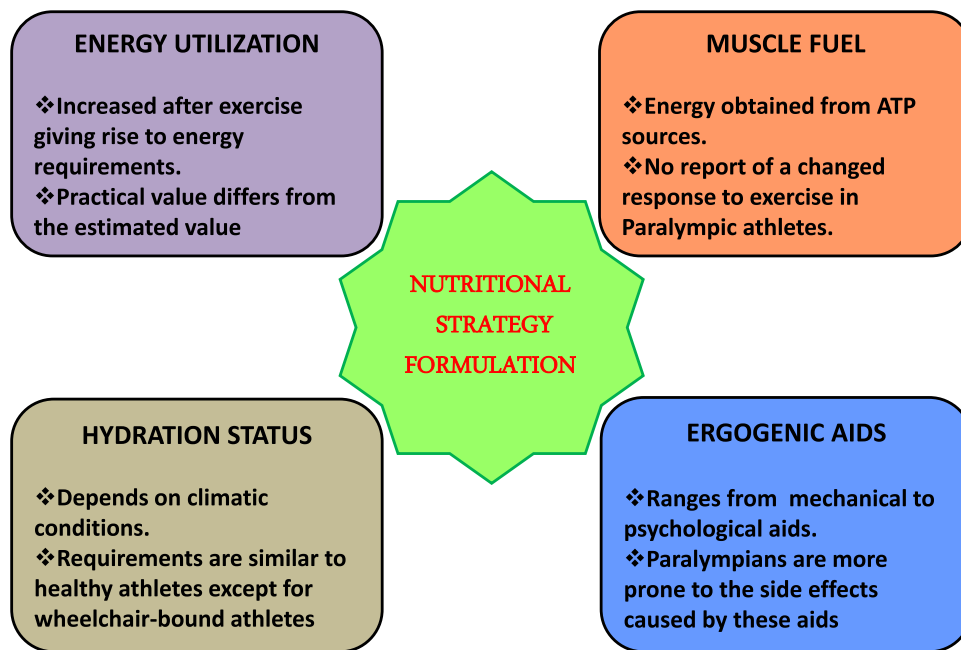 ENERGY UTILIZATION
❖Increased after exercise
giving rise to energy
requirements.
❖Practical value differs from
the estimated value
MUSCLE FUEL
❖Energy obtained from ATP
sources.
❖No report of a changed
response to exercise in
Paralympic athletes.
NUTRITIONAL
STRATEGY
FORMULATION
HYDRATION STATUS
❖Depends on climatic
conditions.
❖Requirements are similar to
healthy athletes except for
wheelchair-bound athletes
ERGOGENIC AIDS
❖Ranges from  mechanical to
psychological aids.
❖Paralympians are more
prone to the side effects
caused by these aids